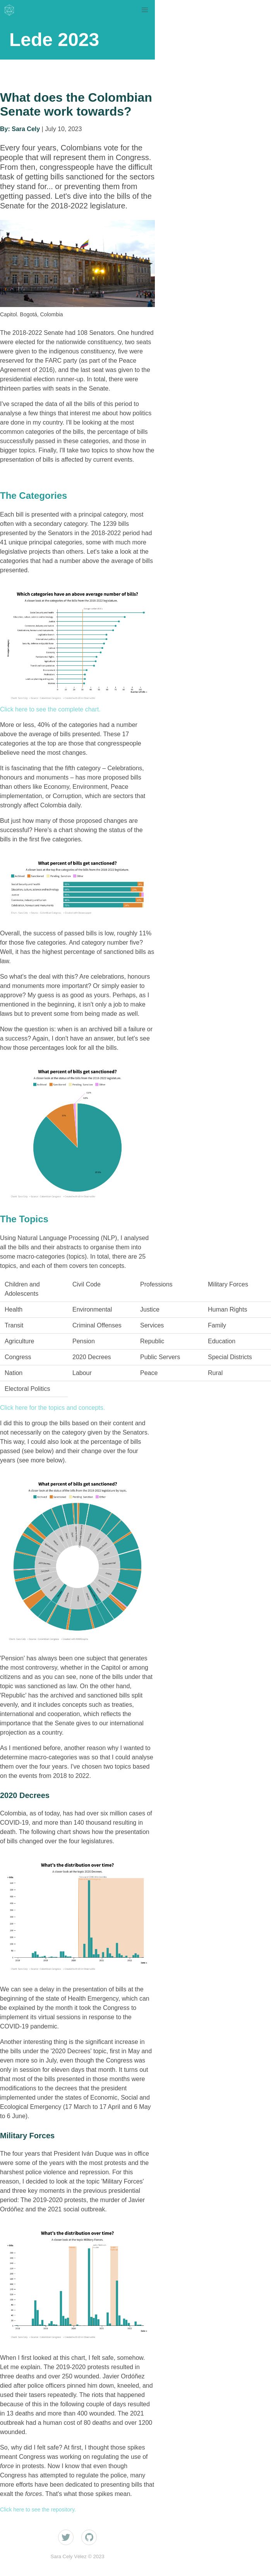 Lede 2023
What does the Colombian
Senate work towards?
By: Sara Cely | July 10, 2023
Every four years, Colombians vote for the
people that will represent them in Congress.
From then, congresspeople have the difficult
task of getting bills sanctioned for the sectors
they stand for... or preventing them from
getting passed. Let's dive into the bills of the
Senate for the 2018-2022 legislature.
Capitol, Bogotá, Colombia
The 2018-2022 Senate had 108 Senators. One hundred
were elected for the nationwide constituency, two seats
were given to the indigenous constituency, five were
reserved for the FARC party (as part of the Peace
Agreement of 2016), and the last seat was given to the
presidential election runner-up. In total, there were
thirteen parties with seats in the Senate.
I've scraped the data of all the bills of this period to
analyse a few things that interest me about how politics
are done in my country. I'll be looking at the most
common categories of the bills, the percentage of bills
successfully passed in these categories, and those in
bigger topics. Finally, I'll take two topics to show how the
presentation of bills is affected by current events.
The Categories
Each bill is presented with a principal category, most
often with a secondary category. The 1239 bills
presented by the Senators in the 2018-2022 period had
41 unique principal categories, some with much more
legislative projects than others. Let's take a look at the
categories that had a number above the average of bills
presented.
Which categories have an above average number of bills?
A closer look at the categories of the bills from the 2018-2022 legislature.
Click here to see the complete chart.
More or less, 40% of the categories had a number
above the average of bills presented. These 17
categories at the top are those that congresspeople
believe need the most changes.
It is fascinating that the fifth category – Celebrations,
honours and monuments – has more proposed bills
than others like Economy, Environment, Peace
implementation, or Corruption, which are sectors that
strongly affect Colombia daily.
But just how many of those proposed changes are
successful? Here's a chart showing the status of the
bills in the first five categories.
What percent of bills get sanctioned?
Overall, the success of passed bills is low, roughly 11%
for those five categories. And category number five?
Well, it has the highest percentage of sanctioned bills as
law.
So what's the deal with this? Are celebrations, honours
and monuments more important? Or simply easier to
approve? My guess is as good as yours. Perhaps, as I
mentioned in the beginning, it isn't only a job to make
laws but to prevent some from being made as well.
Now the question is: when is an archived bill a failure or
a success? Again, I don't have an answer, but let's see
how those percentages look for all the bills.
What percent of bills get sanctioned?
The Topics
Using Natural Language Processing (NLP), I analysed
all the bills and their abstracts to organise them into
some macro-categories (topics). In total, there are 25
topics, and each of them covers ten concepts.
Children and Adolescents Civil Code Professions Military Forces
Health Environmental Justice Human Rights
Transit Criminal Offenses Services Family
Agriculture Pension Republic Education
Congress 2020 Decrees Public Servers Special Districts
Nation Labour Peace Rural
Electoral Politics
Click here for the topics and concepts.
I did this to group the bills based on their content and
not necessarily on the category given by the Senators.
This way, I could also look at the percentage of bills
passed (see below) and their change over the four
years (see more below).
What percent of bills get sanctioned?
'Pension' has always been one subject that generates
the most controversy, whether in the Capitol or among
citizens and as you can see, none of the bills under that
topic was sanctioned as law. On the other hand,
'Republic' has the archived and sanctioned bills split
evenly, and it includes concepts such as treaties,
international and cooperation, which reflects the
importance that the Senate gives to our international
projection as a country.
As I mentioned before, another reason why I wanted to
determine macro-categories was so that I could analyse
them over the four years. I've chosen two topics based
on the events from 2018 to 2022.
2020 Decrees
Colombia, as of today, has had over six million cases of
COVID-19, and more than 140 thousand resulting in
death. The following chart shows how the presentation
of bills changed over the four legislatures.
What's the distribution over time?
A closer look at the topic 2020 Decrees.
We can see a delay in the presentation of bills at the
beginning of the state of Health Emergency, which can
be explained by the month it took the Congress to
implement its virtual sessions in response to the
COVID-19 pandemic.
Another interesting thing is the significant increase in
the bills under the '2020 Decrees' topic, first in May and
even more so in July, even though the Congress was
only in session for eleven days that month. It turns out
that most of the bills presented in those months were
modifications to the decrees that the president
implemented under the states of Economic, Social and
Ecological Emergency (17 March to 17 April and 6 May
to 6 June).
Military Forces
The four years that President Iván Duque was in office
were some of the years with the most protests and the
harshest police violence and repression. For this
reason, I decided to look at the topic 'Military Forces'
and three key moments in the previous presidential
period: The 2019-2020 protests, the murder of Javier
Ordóñez and the 2021 social outbreak.
What's the distribution over time?
A closer look at the topic Military Forces.
When I first looked at this chart, I felt safe, somehow.
Let me explain. The 2019-2020 protests resulted in
three deaths and over 250 wounded. Javier Ordoñez
died after police officers pinned him down, kneeled, and
used their tasers repeatedly. The riots that happened
because of this in the following couple of days resulted
in 13 deaths and more than 400 wounded. The 2021
outbreak had a human cost of 80 deaths and over 1200
wounded.
So, why did I felt safe? At first, I thought those spikes
meant Congress was working on regulating the use of
force in protests. Now I know that even though
Congress has attempted to regulate the police, many
more efforts have been dedicated to presenting bills that
exalt the forces. That's what those spikes mean.
Click here to see the repository.
Sara Cely Vélez © 2023